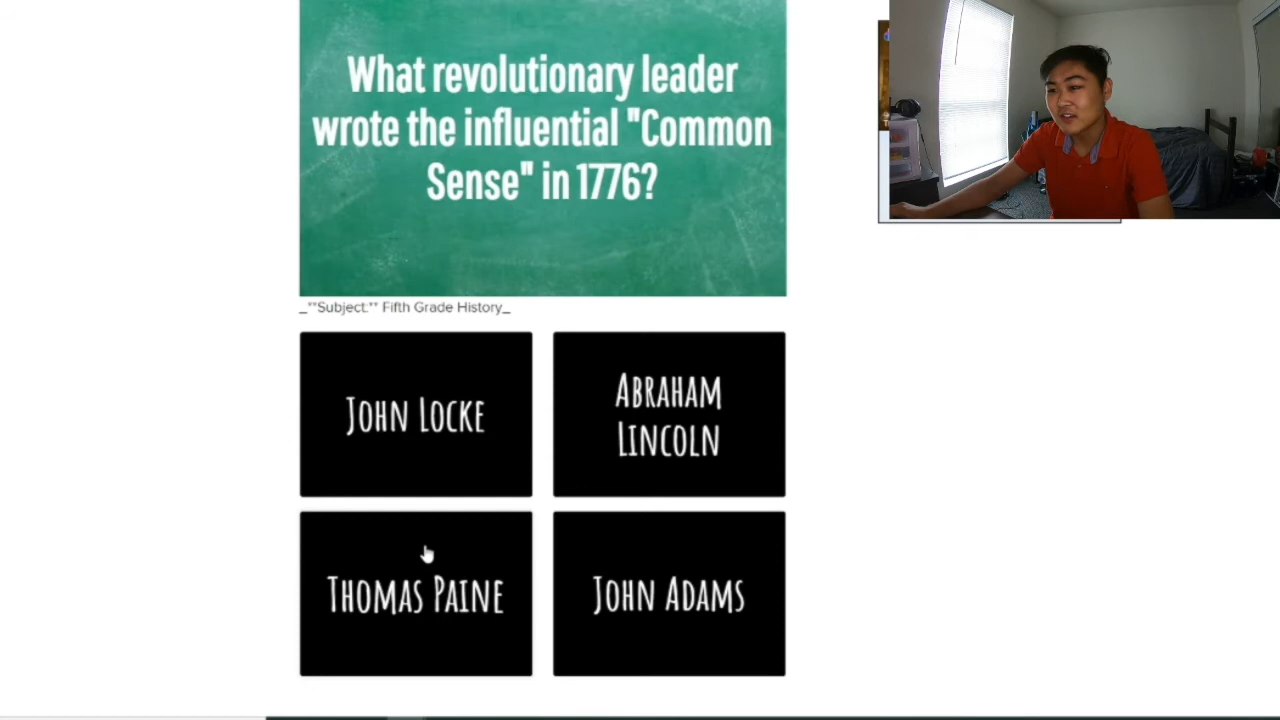 What revolutionary leader
wrote the influential "Common
Sense" in 1776?
_**Subject:** Fifth Grade History_
John Locke
Abraham
Lincoln
Thomas Paine
John Adams